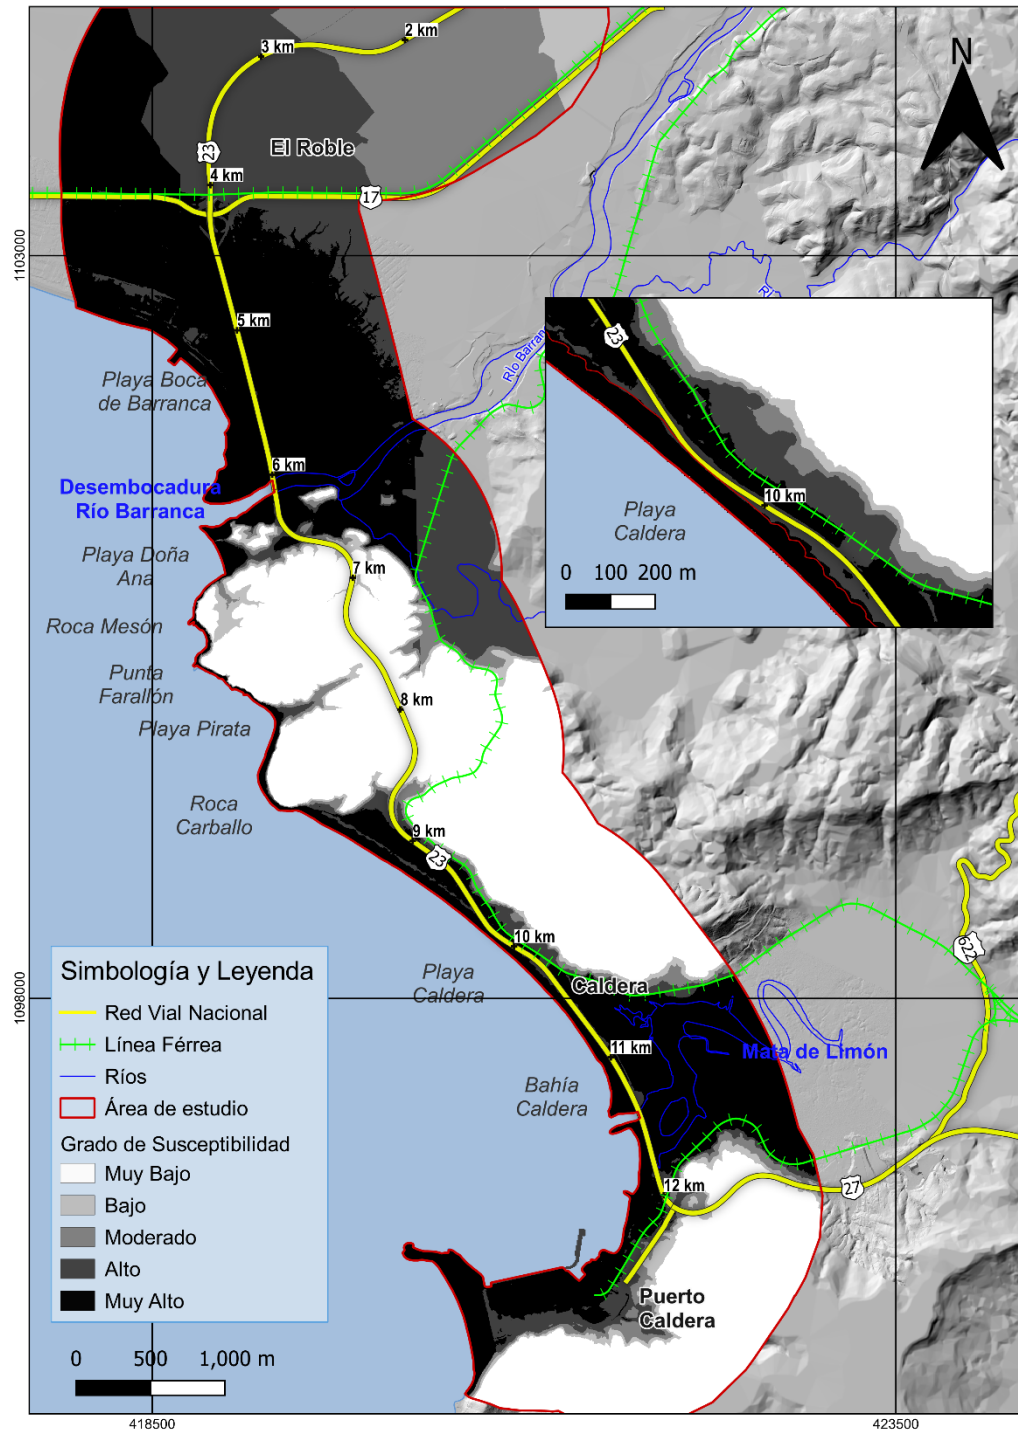 2 km
3 km
N
23
El Roble
4 km
17
1103000
5 km
Río Barranc
Playa Boca
de Barranca
6 km
Desembocadura
Río Barranca
Playa Doña
Ana
7 km
Roca Mesón
Punta
Farallón
8 km
Playa Pirata
Roca
Carballo
9 km
23
10 km
Playa
Caldera
Caldera
1098000
622
11 km
Mata de Limón
Bahía
Caldera
12 km
27
Puerto
Caldera
23
10 km
Playa
Caldera
0 100 200 m
Simbología y Leyenda
Red Vial Nacional
Línea Férrea
Ríos
Área de estudio
Grado de Susceptibilidad
Muy Bajo
Bajo
Moderado
Alto
Muy Alto
0 500 1,000 m
418500
423500